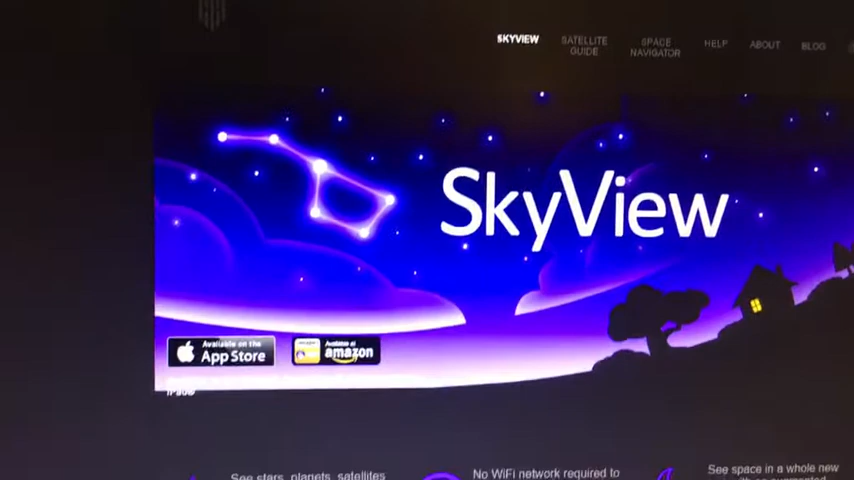 SKYVIEW
SATELLITE
GUIDE
SPACE
NAVIGATOR
HELP
ABOUT
BLOG
SkyView
Available on the
App Store
Available at
amazon
See stars, planets, satellites
No WiFi network required to
See space in a whole new